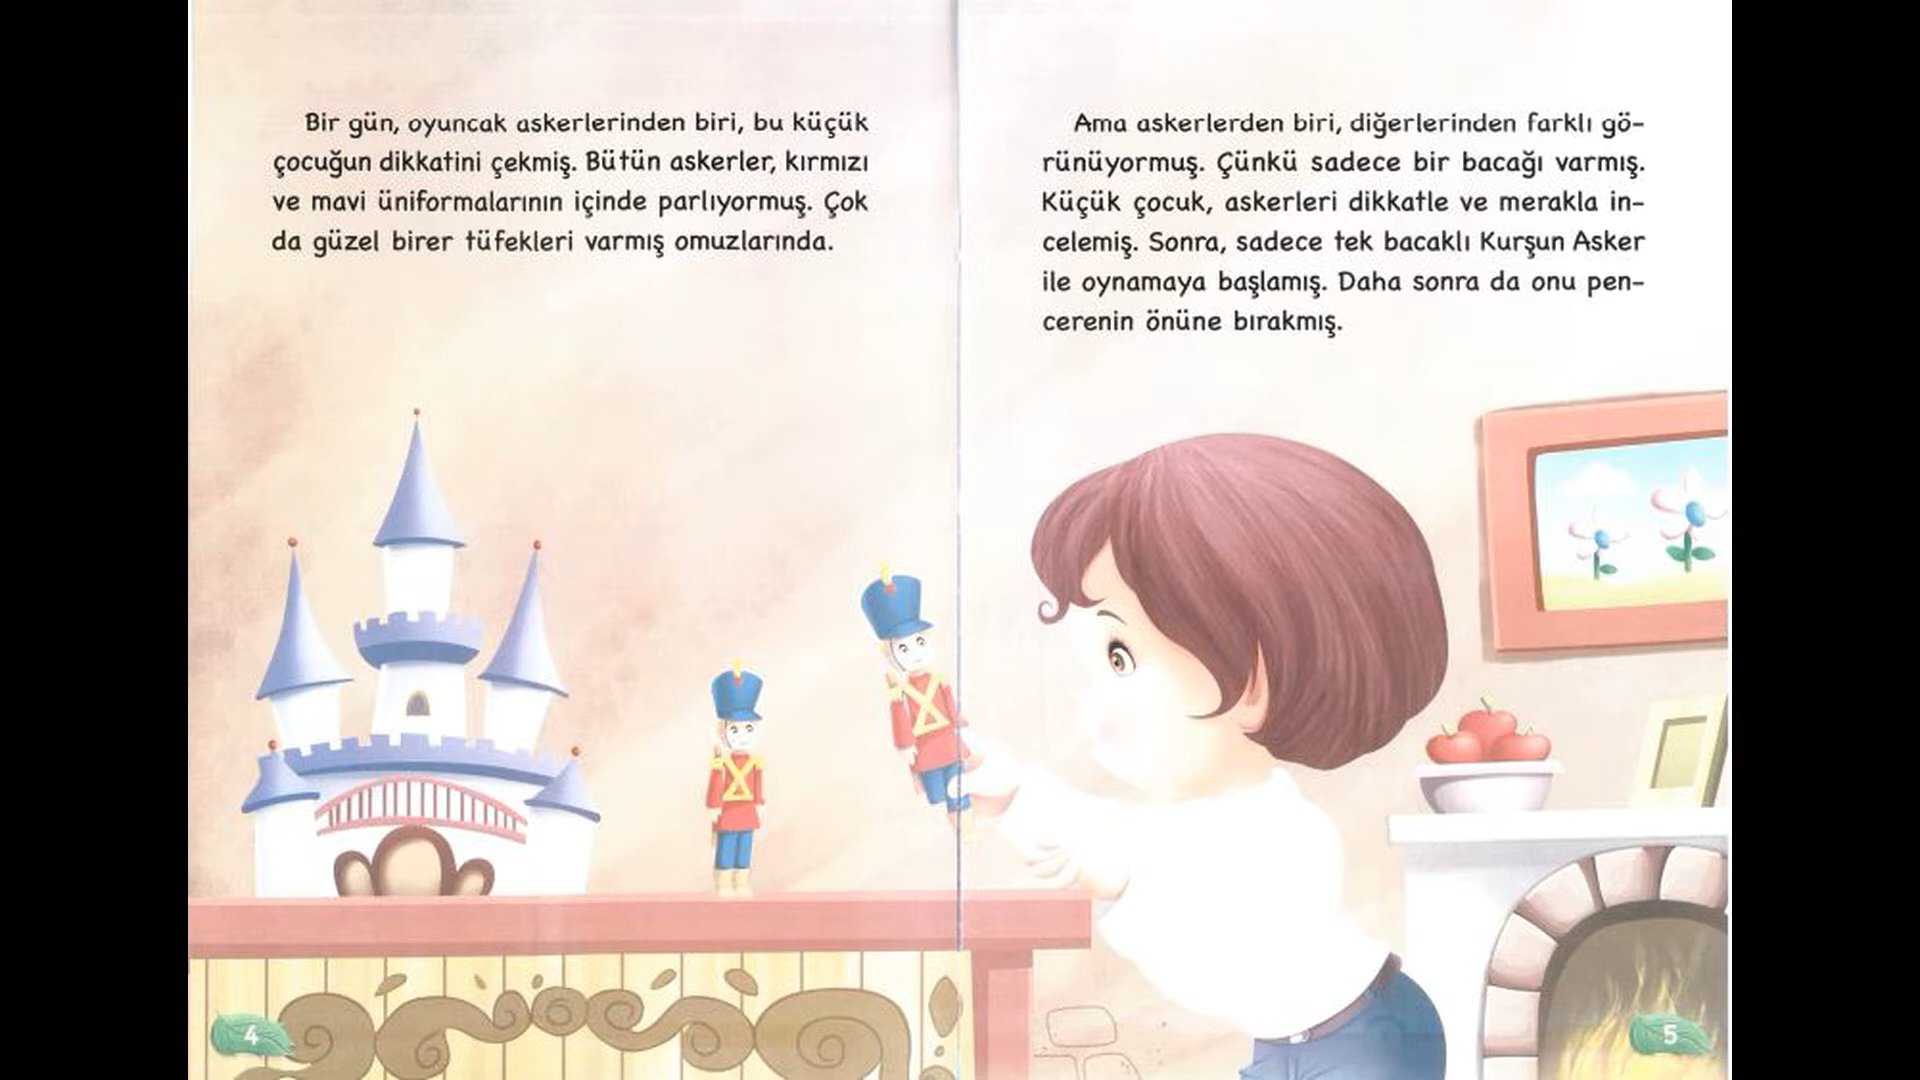 Bir gün, oyuncak askerlerinden biri, bu küçük
çocuğun dikkatini çekmiş. Bütün askerler, kırmızı
ve mavi üniformalarının içinde parlıyormuş. Çok
da güzel birer tüfekleri varmış omuzlarında.
4
Ama askerlerden biri, diğerlerinden farklı gö-
rünüyormuş. Çünkü sadece bir bacağı varmış.
Küçük çocuk, askerleri dikkatle ve merakla in-
celemiş. Sonra, sadece tek bacaklı Kurşun Asker
ile oynamaya başlamış. Daha sonra da onu pen-
cerenin önüne bırakmış.
5